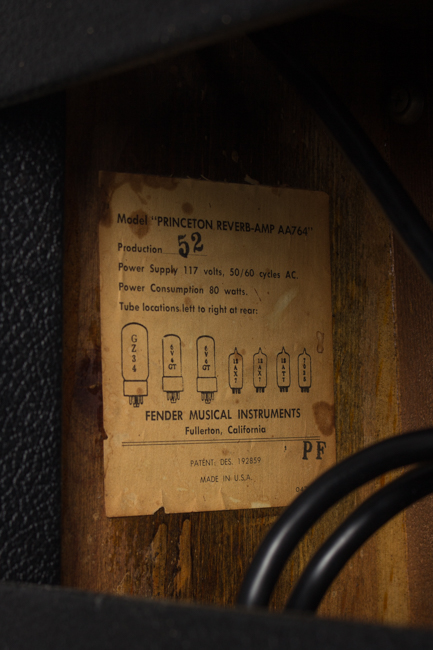 Model "PRINCETON REVERB-AMP AA764"
Production 52
Power Supply 117 volts, 50/60 cycles AC.
Power Consumption 80 watts.
Tube locations left to right at rear:
GZ34 6V6GT 6V6GT 12AX7 12AX7 12AT7 7025
FENDER MUSICAL INSTRUMENTS
Fullerton, California
PF
PATENT: DES. 192859
MADE IN U.S.A.